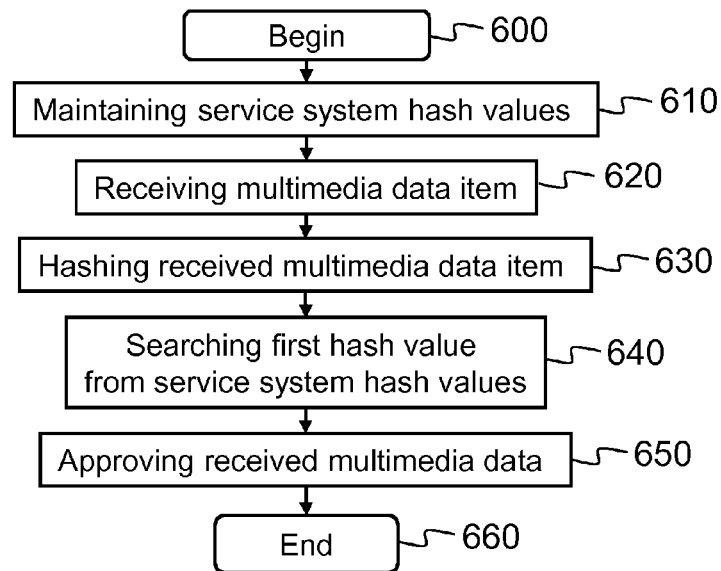 Begin 600
Maintaining service system hash values 610
Receiving multimedia data item 620
Hashing received multimedia data item 630
Searching first hash value
from service system hash values 640
Approving received multimedia data 650
End 660